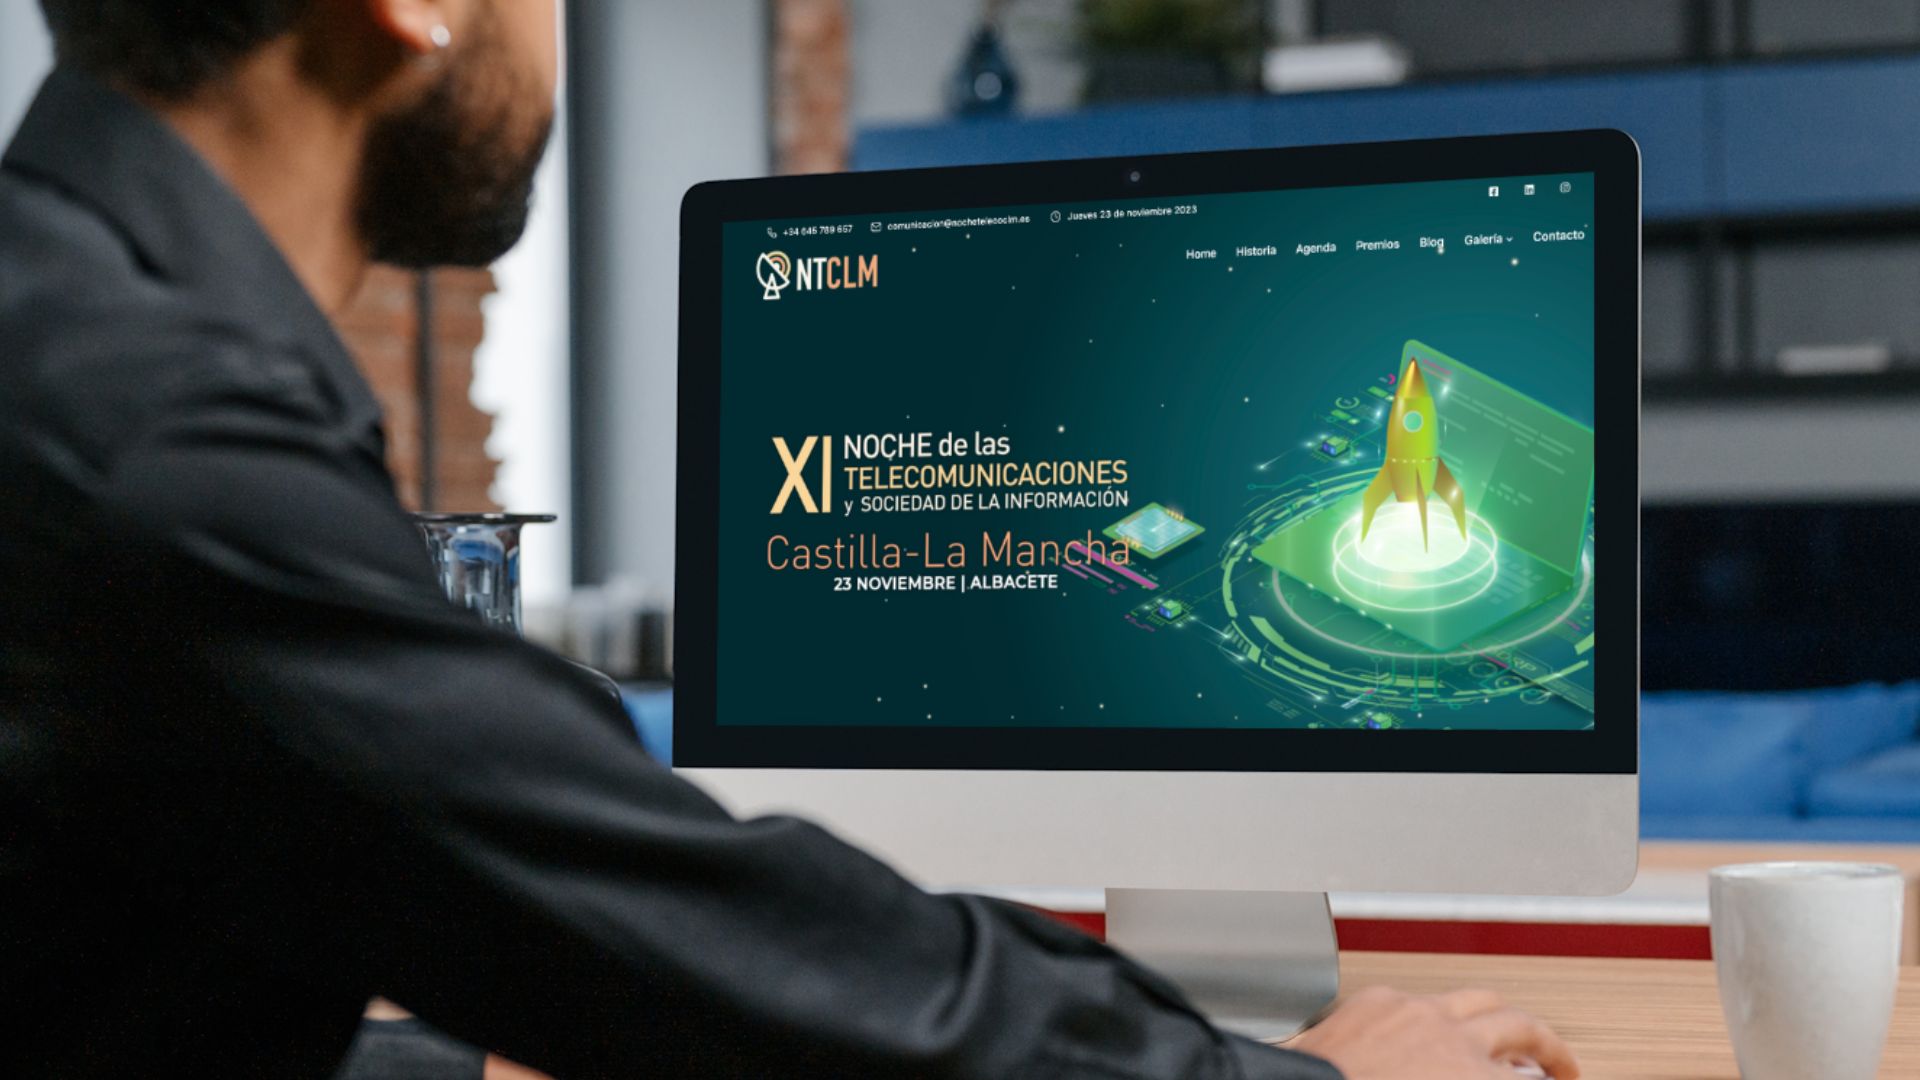 +34 645 789 657
comunicacion@nochetelecoclm.es
Jueves 23 de noviembre 2023
NTCLM
Home Historia Agenda Premios Blog Galería Contacto
XI NOCHE de las
TELECOMUNICACIONES
y SOCIEDAD DE LA INFORMACIÓN
Castilla-La Mancha
23 NOVIEMBRE | ALBACETE